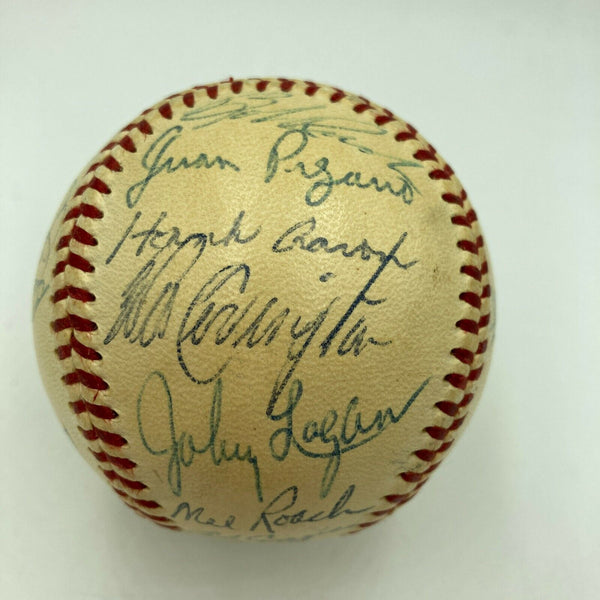 Juan Pizarro
Hank Aaron
Wes Covington
Johnny Logan
Mel Roach